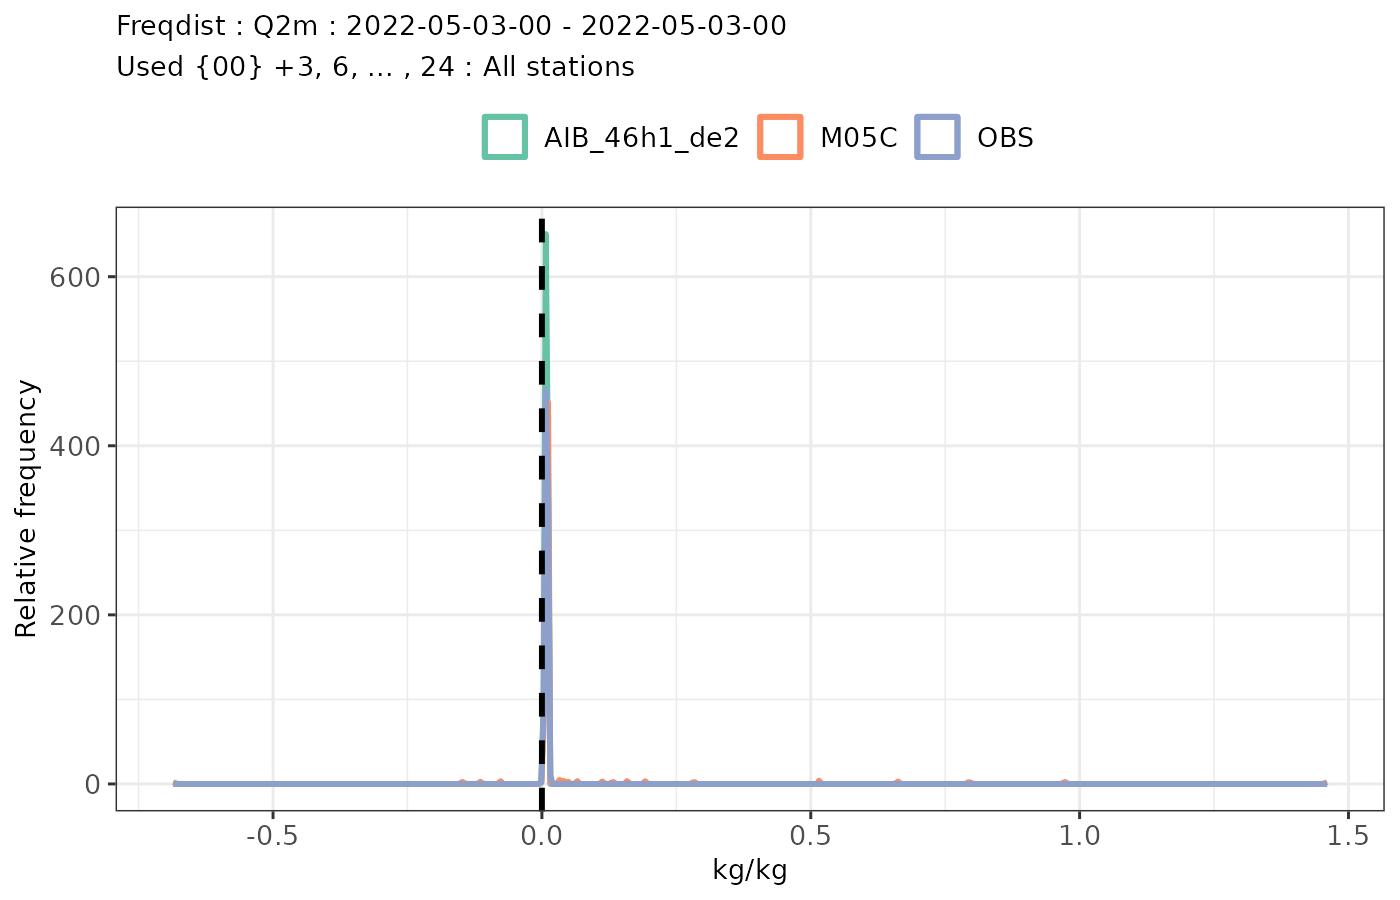 Freqdist : Q2m : 2022-05-03-00 - 2022-05-03-00
Used {00} +3, 6, ... , 24 : All stations
AIB_46h1_de2 M05C OBS
600
400
200
0
Relative frequency
-0.5 0.0 0.5 1.0 1.5
kg/kg